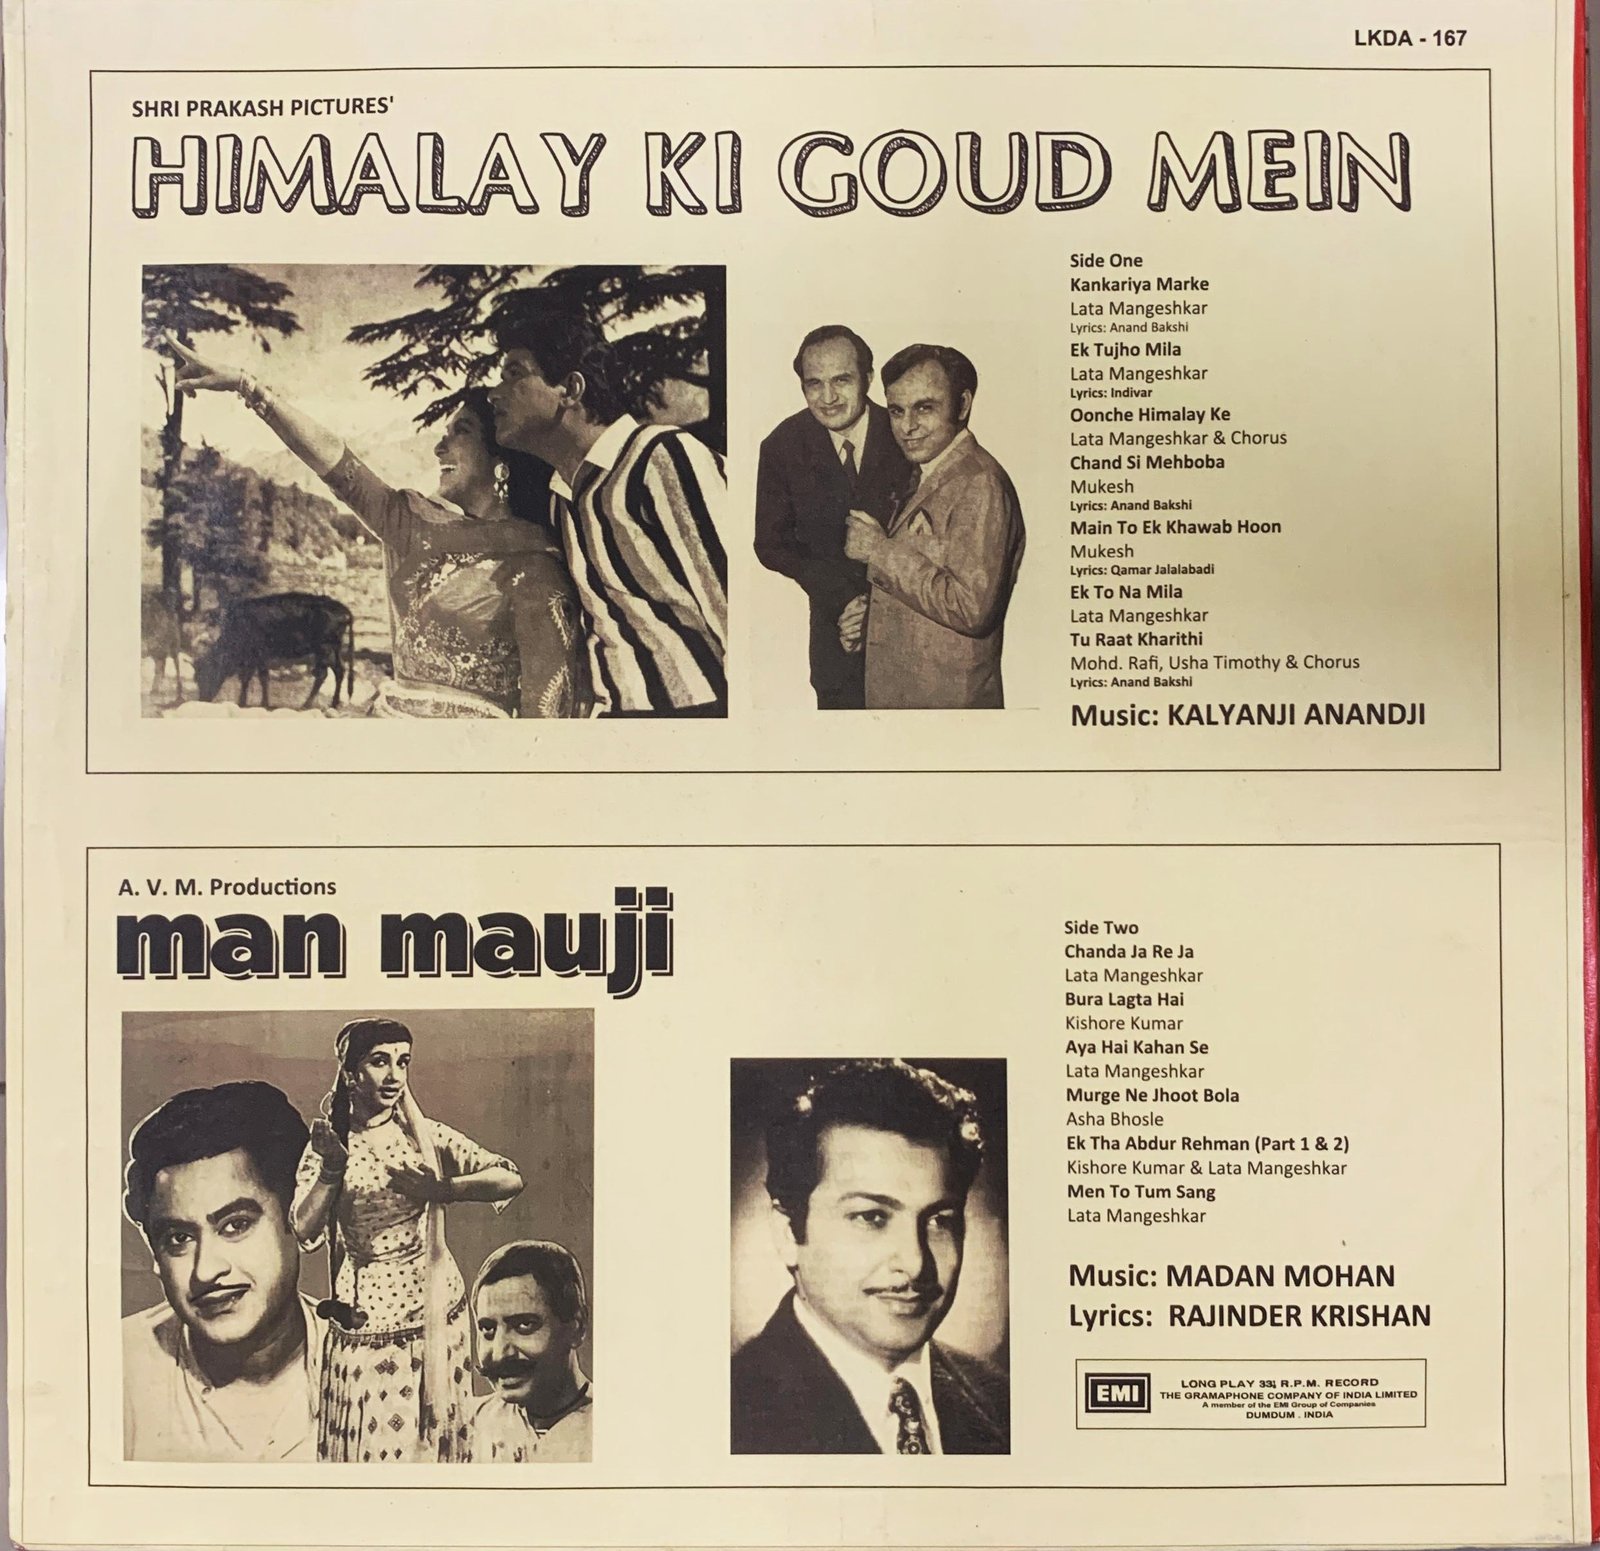 LKDA - 167
SHRI PRAKASH PICTURES'
HIMALAY KI GOUD MEIN
Side One
Kankariya Marke
Lata Mangeshkar
Lyrics: Anand Bakshi
Ek Tujho Mila
Lata Mangeshkar
Lyrics: Indivar
Oonche Himalay Ke
Lata Mangeshkar & Chorus
Chand Si Mehboba
Mukesh
Lyrics: Anand Bakshi
Main To Ek Khawab Hoon
Mukesh
Lyrics: Qamar Jalalabadi
Ek To Na Mila
Lata Mangeshkar
Tu Raat Kharithi
Mohd. Rafi, Usha Timothy & Chorus
Lyrics: Anand Bakshi
Music: KALYANJI ANANDJI
A. V. M. Productions
man mauji
Side Two
Chanda Ja Re Ja
Lata Mangeshkar
Bura Lagta Hai
Kishore Kumar
Aya Hai Kahan Se
Lata Mangeshkar
Murge Ne Jhoot Bola
Asha Bhosle
Ek Tha Abdur Rehman (Part 1 & 2)
Kishore Kumar & Lata Mangeshkar
Men To Tum Sang
Lata Mangeshkar
Music: MADAN MOHAN
Lyrics: RAJINDER KRISHAN
EMI
LONG PLAY 33⅓ R.P.M. RECORD
THE GRAMAPHONE COMPANY OF INDIA LIMITED
A member of the EMI Group of Companies
DUMDUM . INDIA